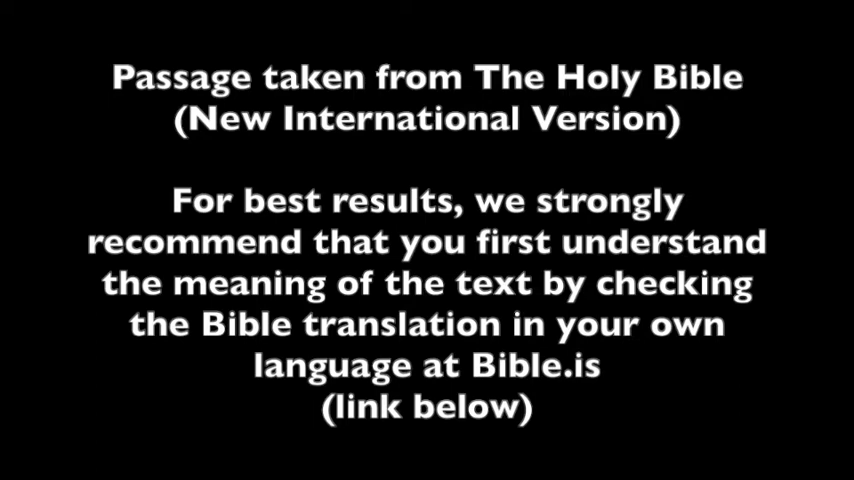 Passage taken from The Holy Bible
(New International Version)
For best results, we strongly
recommend that you first understand
the meaning of the text by checking
the Bible translation in your own
language at Bible.is
(link below)